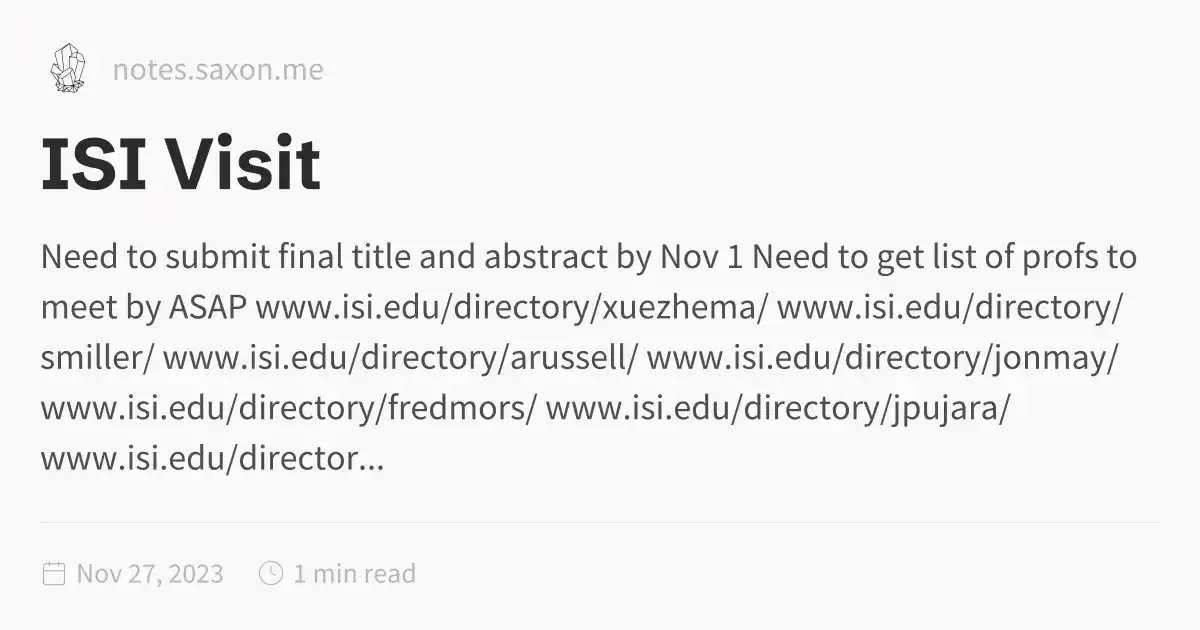 notes.saxon.me
ISI Visit
Need to submit final title and abstract by Nov 1 Need to get list of profs to
meet by ASAP www.isi.edu/directory/xuezhema/ www.isi.edu/directory/
smiller/ www.isi.edu/directory/arussell/ www.isi.edu/directory/jonmay/
www.isi.edu/directory/fredmors/ www.isi.edu/directory/jpujara/
www.isi.edu/director...
Nov 27, 2023 1 min read